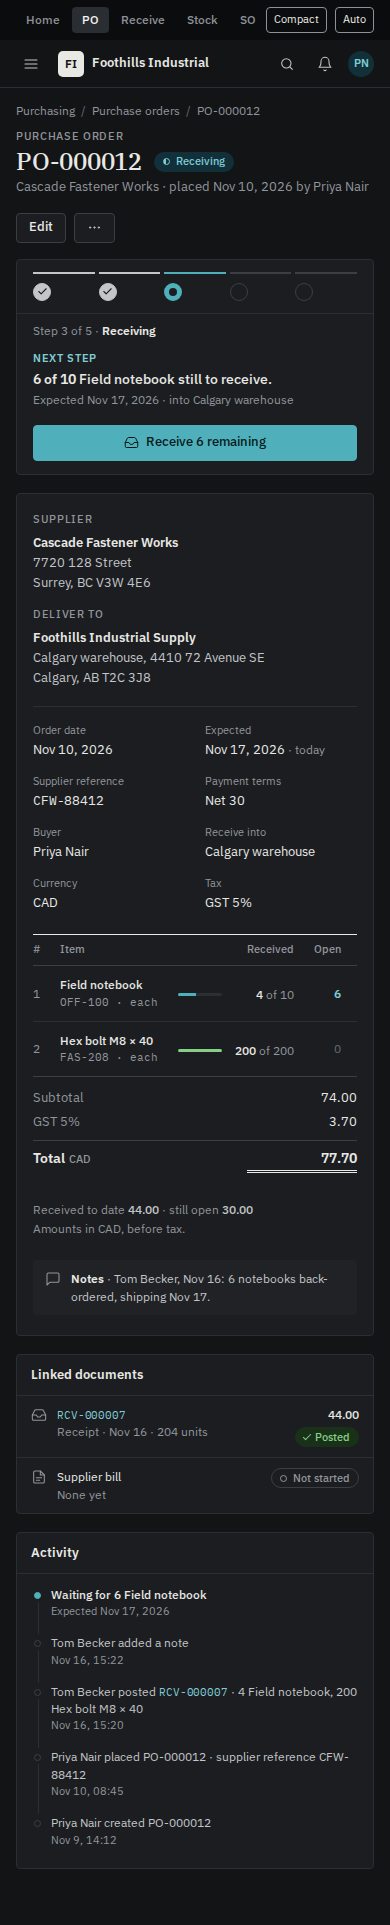 Home PO Receive Stock SO Compact Auto
FI Foothills Industrial PN
Purchasing / Purchase orders / PO-000012
PURCHASE ORDER
PO-000012 Receiving
Cascade Fastener Works · placed Nov 10, 2026 by Priya Nair
Edit ···
Step 3 of 5 · Receiving
NEXT STEP
6 of 10 Field notebook still to receive.
Expected Nov 17, 2026 · into Calgary warehouse
Receive 6 remaining
SUPPLIER
Cascade Fastener Works
7720 128 Street
Surrey, BC V3W 4E6
DELIVER TO
Foothills Industrial Supply
Calgary warehouse, 4410 72 Avenue SE
Calgary, AB T2C 3J8
Order date Expected
Nov 10, 2026 Nov 17, 2026 · today
Supplier reference Payment terms
CFW-88412 Net 30
Buyer Receive into
Priya Nair Calgary warehouse
Currency Tax
CAD GST 5%
# Item Received Open
1 Field notebook 4 of 10 6
OFF-100 · each
2 Hex bolt M8 × 40 200 of 200 0
FAS-208 · each
Subtotal 74.00
GST 5% 3.70
Total CAD 77.70
Received to date 44.00 · still open 30.00
Amounts in CAD, before tax.
Notes · Tom Becker, Nov 16: 6 notebooks back-
ordered, shipping Nov 17.
Linked documents
RCV-000007 44.00
Receipt · Nov 16 · 204 units Posted
Supplier bill Not started
None yet
Activity
Waiting for 6 Field notebook
Expected Nov 17, 2026
Tom Becker added a note
Nov 16, 15:22
Tom Becker posted RCV-000007 · 4 Field notebook, 200
Hex bolt M8 × 40
Nov 16, 15:20
Priya Nair placed PO-000012 · supplier reference CFW-
88412
Nov 10, 08:45
Priya Nair created PO-000012
Nov 9, 14:12